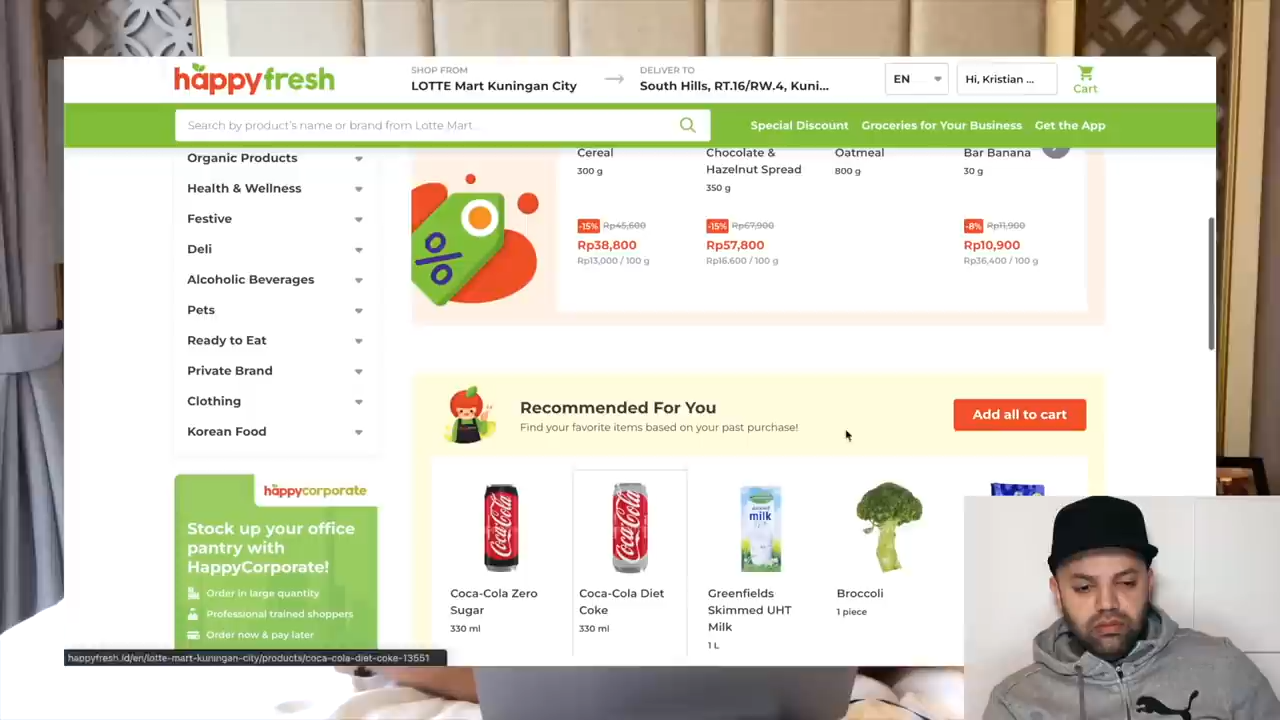 happyfresh
SHOP FROM
LOTTE Mart Kuningan City
DELIVER TO
South Hills, RT.16/RW.4, Kuni...
EN
Hi, Kristian ...
Cart
Search by product's name or brand from Lotte Mart...
Special Discount
Groceries for Your Business
Get the App
Organic Products
Health & Wellness
Festive
Deli
Alcoholic Beverages
Pets
Ready to Eat
Private Brand
Clothing
Korean Food
%
Cereal
300 g
-15% Rp45,600
Rp38,800
Rp13,000 / 100 g
Chocolate &
Hazelnut Spread
350 g
-15% Rp67,900
Rp57,800
Rp16,600 / 100 g
Oatmeal
800 g
Bar Banana
30 g
-8% Rp11,900
Rp10,900
Rp36,400 / 100 g
Recommended For You
Find your favorite items based on your past purchase!
Add all to cart
Coca-Cola
Coca-Cola Zero
Sugar
330 ml
Coca-Cola
Coca-Cola Diet
Coke
330 ml
milk
Greenfields
Skimmed UHT
Milk
1 L
Broccoli
1 piece
happycorporate
Stock up your office
pantry with
HappyCorporate!
Order in large quantity
Professional trained shoppers
Order now & pay later
happyfresh.id/en/lotte-mart-kuningan-city/products/coca-cola-diet-coke-13551